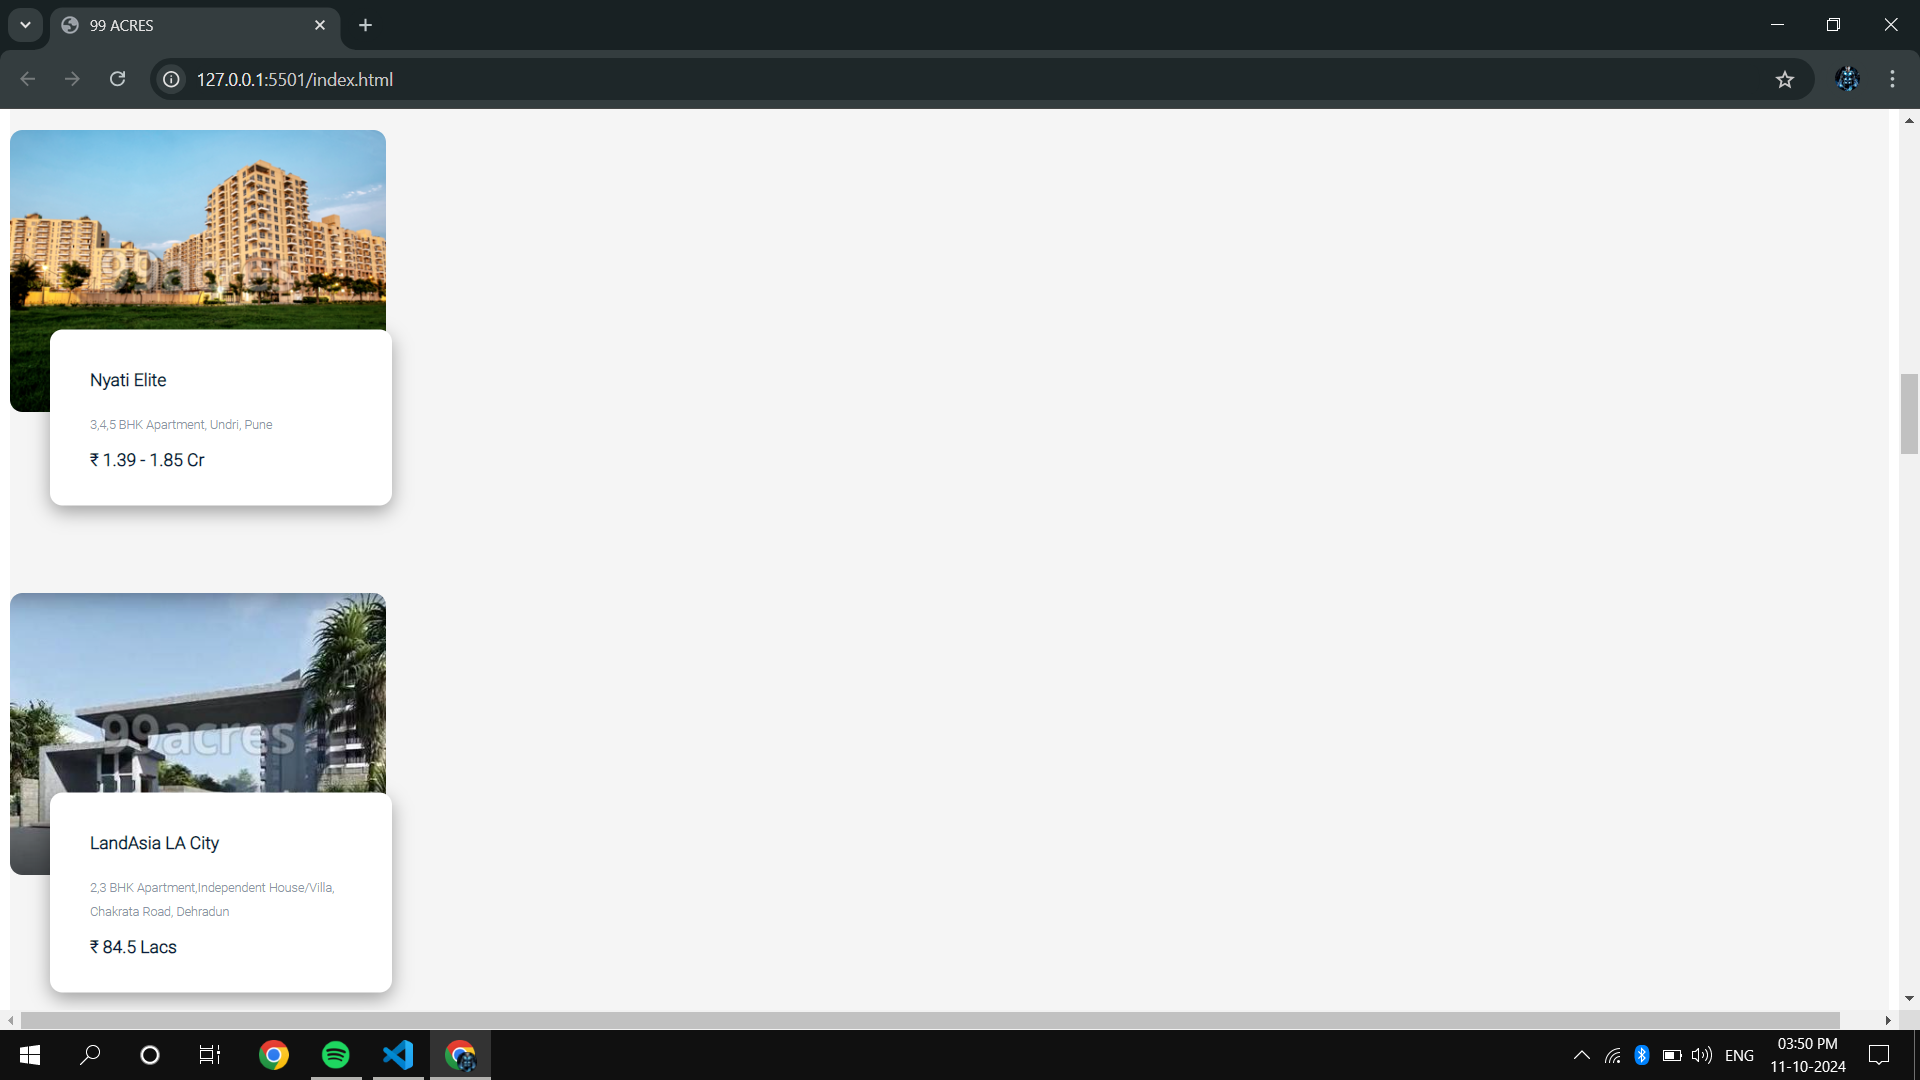 99 ACRES
127.0.0.1:5501/index.html
99acres
Nyati Elite
3,4,5 BHK Apartment, Undri, Pune
₹ 1.39 - 1.85 Cr
99acres
LandAsia LA City
2,3 BHK Apartment,Independent House/Villa,
Chakrata Road, Dehradun
₹ 84.5 Lacs
ENG
03:50 PM
11-10-2024